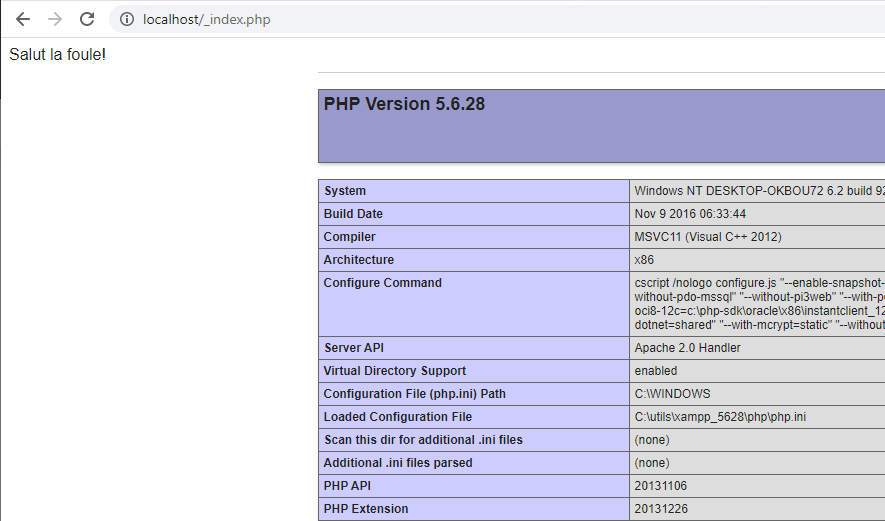 localhost/_index.php
Salut la foule!
PHP Version 5.6.28
System Windows NT DESKTOP-OKBOU72 6.2 build 92
Build Date Nov 9 2016 06:33:44
Compiler MSVC11 (Visual C++ 2012)
Architecture x86
Configure Command cscript /nologo configure.js "--enable-snapshot-
without-pdo-mssql" "--without-pi3web" "--with-pd
oci8-12c=c:\php-sdk\oracle\x86\instantclient_12
dotnet=shared" "--with-mcrypt=static" "--without
Server API Apache 2.0 Handler
Virtual Directory Support enabled
Configuration File (php.ini) Path C:\WINDOWS
Loaded Configuration File C:\utils\xampp_5628\php\php.ini
Scan this dir for additional .ini files (none)
Additional .ini files parsed (none)
PHP API 20131106
PHP Extension 20131226